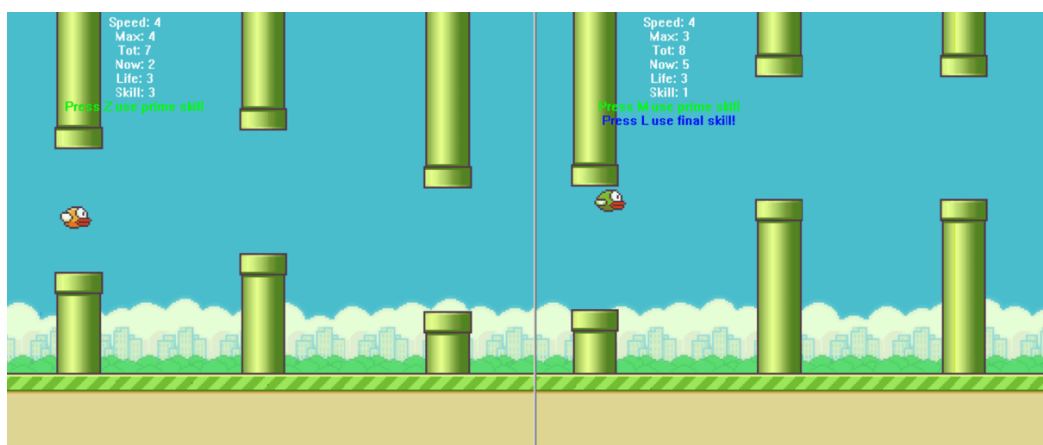 Speed: 4
Max: 4
Tot: 7
Now: 2
Life: 3
Skill: 3
Press Z use prime skill
Speed: 4
Max: 3
Tot: 8
Now: 5
Life: 3
Skill: 1
Press M use prime skill
Press L use final skill!